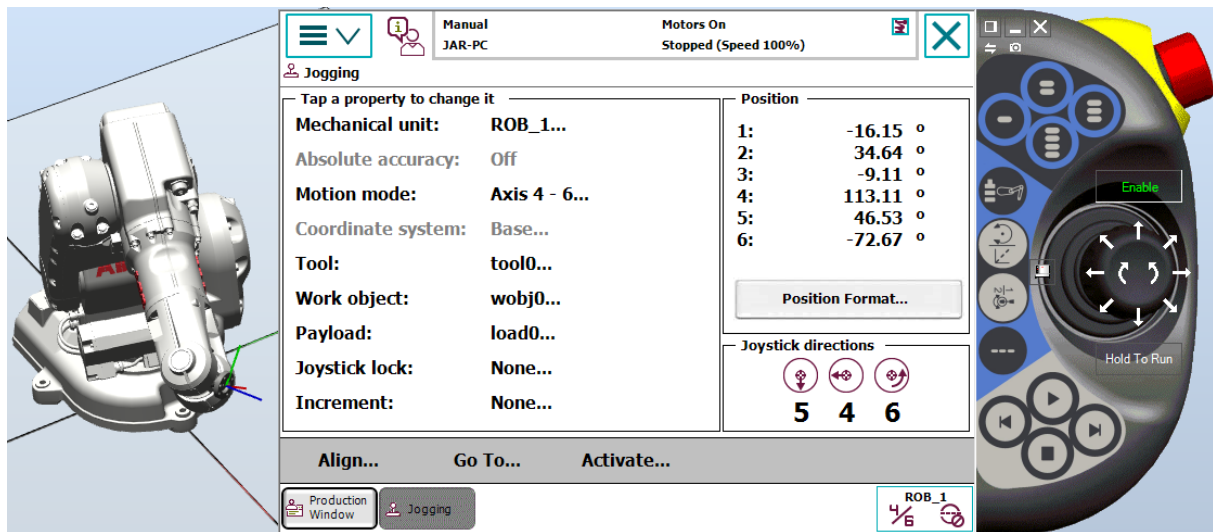 Manual
JAR-PC
Motors On
Stopped (Speed 100%)
Jogging
Tap a property to change it
Mechanical unit: ROB_1...
Absolute accuracy: Off
Motion mode: Axis 4 - 6...
Coordinate system: Base...
Tool: tool0...
Work object: wobj0...
Payload: load0...
Joystick lock: None...
Increment: None...
Position
1: -16.15 º
2: 34.64 º
3: -9.11 º
4: 113.11 º
5: 46.53 º
6: -72.67 º
Position Format...
Joystick directions
5 4 6
Align... Go To... Activate...
Production
Window
Jogging
ROB_1
4/6
Enable
Hold To Run